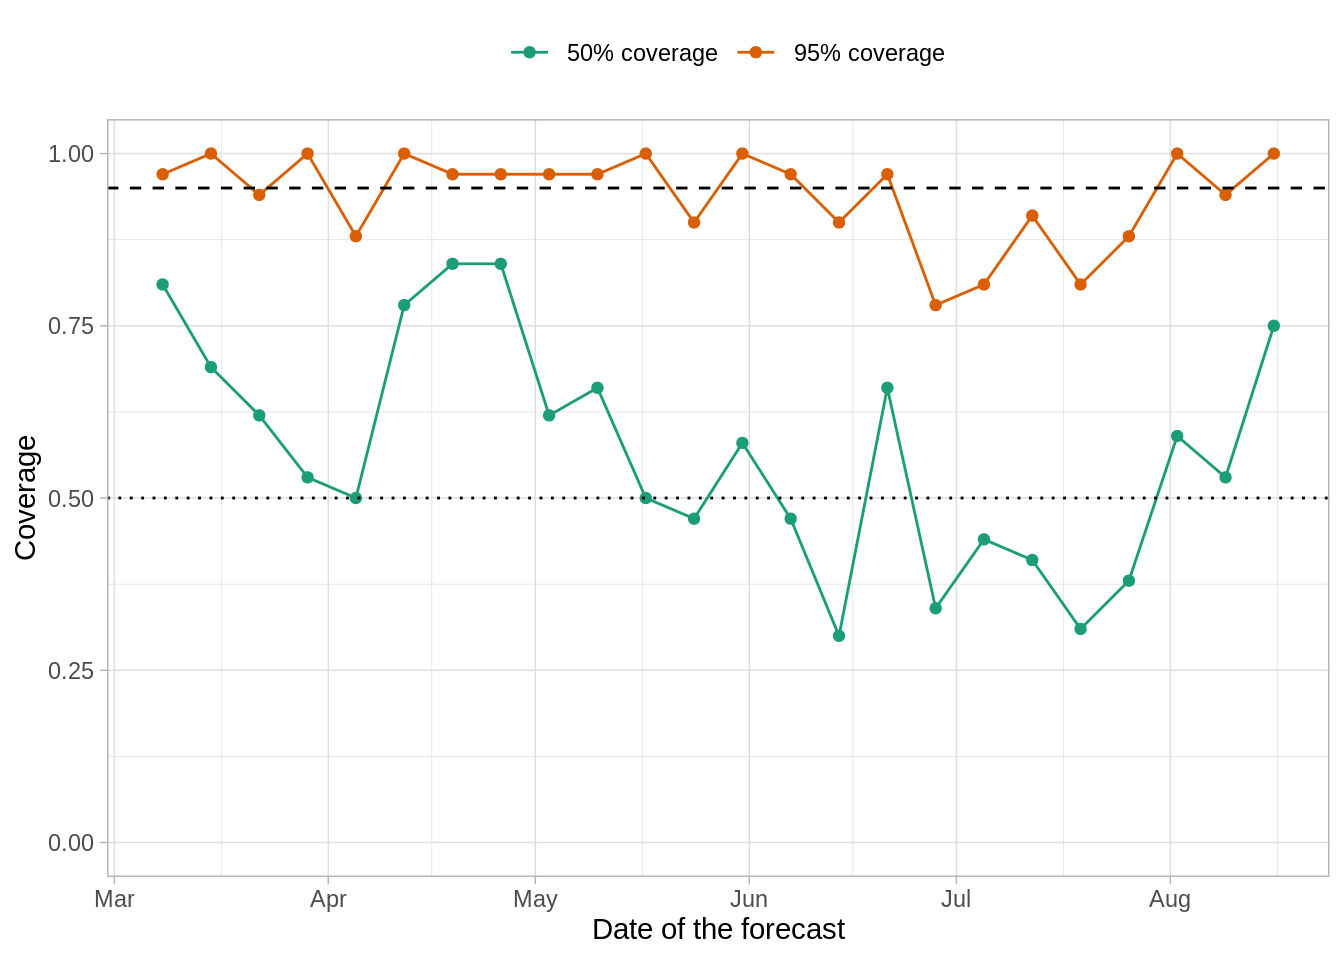 50% coverage 95% coverage
1.00
0.75
0.50
0.25
0.00
Coverage
Mar Apr May Jun Jul Aug
Date of the forecast